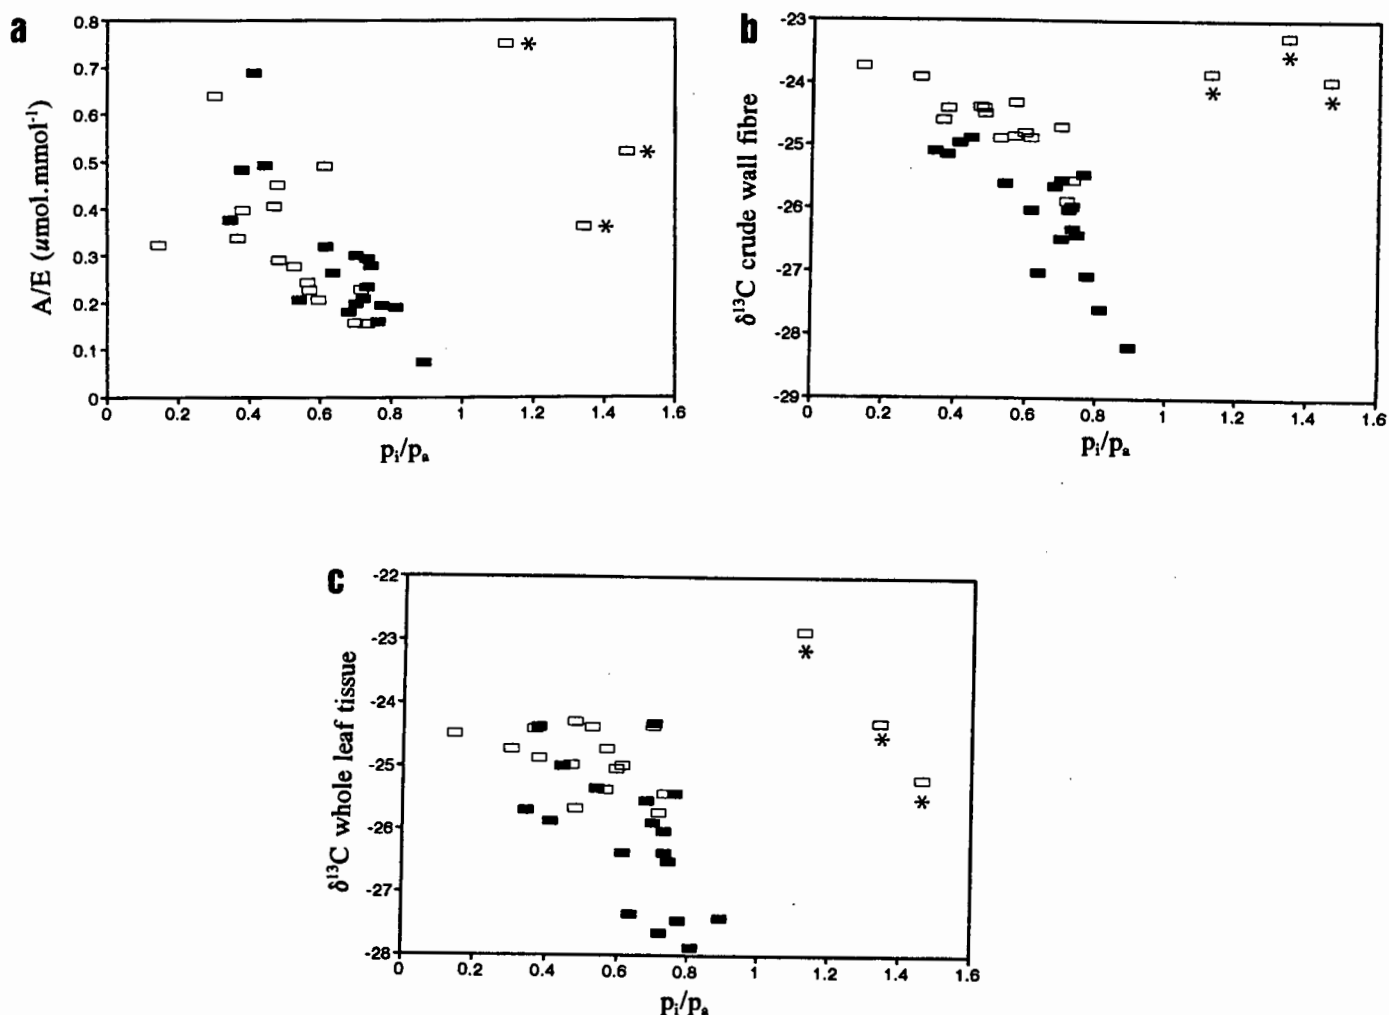 a
0.8
0.7
0.6
0.5
0.4
0.3
0.2
0.1
0
A/E (umol.mmol⁻¹)
0 0.2 0.4 0.6 0.8 1 1.2 1.4 1.6
pᵢ/pₐ
*
*
*
b
-23
-24
-25
-26
-27
-28
-29
δ¹³C crude wall fibre
0 0.2 0.4 0.6 0.8 1 1.2 1.4 1.6
pᵢ/pₐ
*
*
*
c
-22
-23
-24
-25
-26
-27
-28
δ¹³C whole leaf tissue
0 0.2 0.4 0.6 0.8 1 1.2 1.4 1.6
pᵢ/pₐ
*
*
*